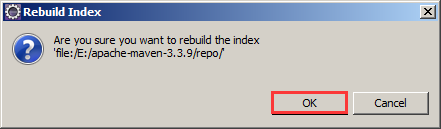 Rebuild Index
Are you sure you want to rebuild the index
'file:/E:/apache-maven-3.3.9/repo/'
OK
Cancel